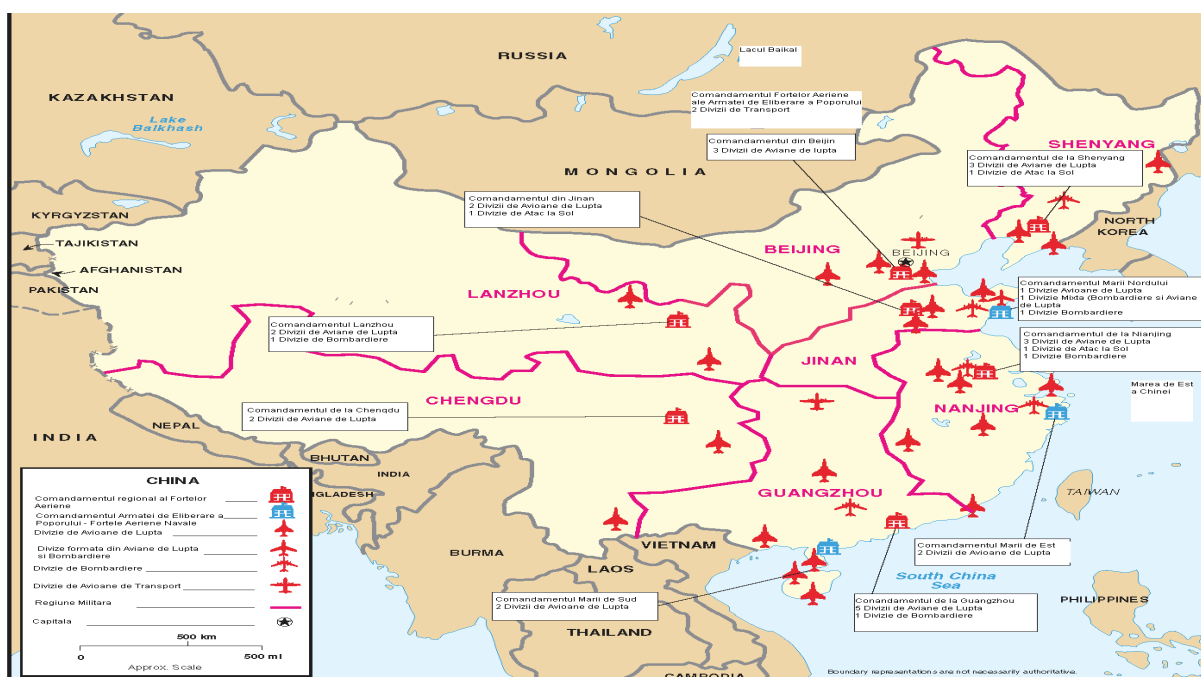 RUSSIA
Lacul Baikal
KAZAKHSTAN
Lake
Balkhash
Comandamentul Fortelor Aeriene
ale Armatei de Eliberare a Poporului
2 Divizii de Transport
Comandamentul din Beijin
3 Divizii de Aviane de lupta
SHENYANG
Comandamentul de la Shenyang
3 Divizii de Aviane de Lupta
1 Divizie de Atac la Sol
MONGOLIA
Comandamentul din Jinan
2 Divizii de Avioane de Lupta
1 Divizie de Atac la Sol
KYRGYZSTAN
TAJIKISTAN
AFGHANISTAN
PAKISTAN
NORTH
KOREA
BEIJING
BEIJING
LANZHOU
Comandamentul Marii Nordului
1 Divizie Avioane de Lupta
1 Divizie Mixta (Bombardiere si Aviane
de Lupta
1 Divizie Bombardiere
Comandamentul Lanzhou
2 Divizii de Aviane de Lupta
1 Divizie de Bombardiere
Comandamentul de la Nianjing
3 Divizii de Aviane de Lupta
1 Divizie de Atac la Sol
1 Divizie Bombardiere
JINAN
Marea de Est
a Chinei
CHENGDU
Comandamentul de la Chenqdu
2 Divizii de Aviane de Lupta
NANJING
INDIA
NEPAL
BHUTAN
INDIA
NGLADESH
GUANGZHOU
TAIWAN
CHINA
Comandamentul regional al Fortelor
Aeriene
Comandamentul Armatei de Eliberare a
Poporului - Fortele Aeriene Navale
Divizie de Avioane de Lupta
Divize formata din Aviane de Lupta
si Bombardiere
Divizie de Bombardiere
Divizie de Avioane de Transport
Regiune Militara
Capitala
500 km
0
500 mi
Approx. Scale
BURMA
VIETNAM
LAOS
THAILAND
CAMBODIA
Comandamentul Marii de Est
2 Divizii de Avioane de Lupta
South China
Sea
Comandamentul Marii de Sud
2 Divizii de Avioane de Lupta
Conandamentul de la Guangzhou
5 Divizii de Aviane de Lupta
1 Divizie de Bombardiere
PHILIPPINES
Boundary representations are not necessarily authoritative.